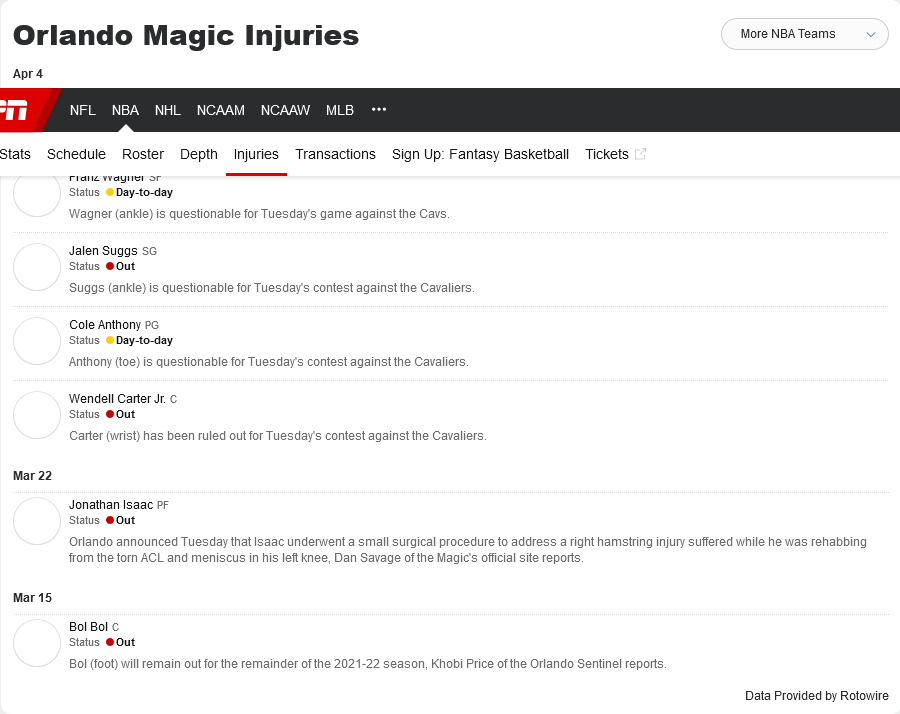 Orlando Magic Injuries
More NBA Teams
Apr 4
NFL NBA NHL NCAAM NCAAW MLB •••
Stats Schedule Roster Depth Injuries Transactions Sign Up: Fantasy Basketball Tickets
Franz Wagner SF
Status Day-to-day
Wagner (ankle) is questionable for Tuesday's game against the Cavs.
Jalen Suggs SG
Status Out
Suggs (ankle) is questionable for Tuesday's contest against the Cavaliers.
Cole Anthony PG
Status Day-to-day
Anthony (toe) is questionable for Tuesday's contest against the Cavaliers.
Wendell Carter Jr. C
Status Out
Carter (wrist) has been ruled out for Tuesday's contest against the Cavaliers.
Mar 22
Jonathan Isaac PF
Status Out
Orlando announced Tuesday that Isaac underwent a small surgical procedure to address a right hamstring injury suffered while he was rehabbing
from the torn ACL and meniscus in his left knee, Dan Savage of the Magic's official site reports.
Mar 15
Bol Bol C
Status Out
Bol (foot) will remain out for the remainder of the 2021-22 season, Khobi Price of the Orlando Sentinel reports.
Data Provided by Rotowire